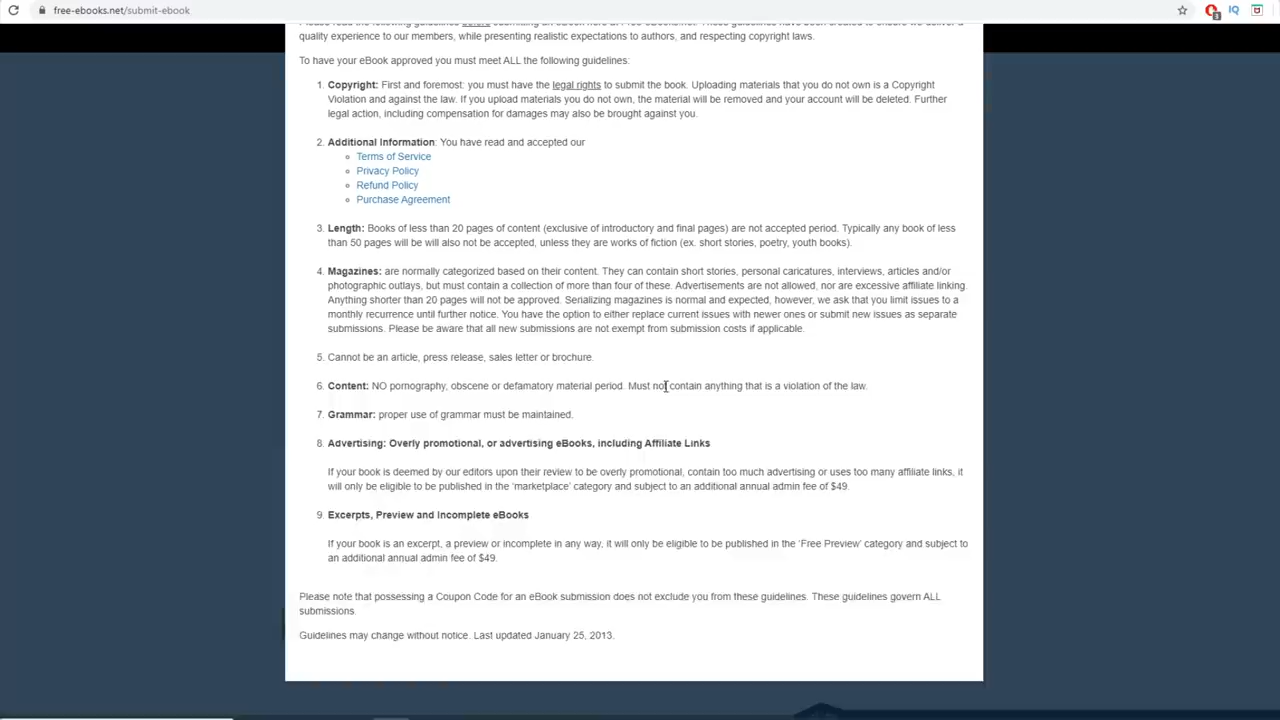 free-ebooks.net/submit-ebook
quality experience to our members, while presenting realistic expectations to authors, and respecting copyright laws.
To have your eBook approved you must meet ALL the following guidelines:
1. Copyright: First and foremost: you must have the legal rights to submit the book. Uploading materials that you do not own is a Copyright
Violation and against the law. If you upload materials you do not own, the material will be removed and your account will be deleted. Further
legal action, including compensation for damages may also be brought against you.
2. Additional Information: You have read and accepted our
Terms of Service
Privacy Policy
Refund Policy
Purchase Agreement
3. Length: Books of less than 20 pages of content (exclusive of introductory and final pages) are not accepted period. Typically any book of less
than 50 pages will be will also not be accepted, unless they are works of fiction (ex. short stories, poetry, youth books).
4. Magazines: are normally categorized based on their content. They can contain short stories, personal caricatures, interviews, articles and/or
photographic outlays, but must contain a collection of more than four of these. Advertisements are not allowed, nor are excessive affiliate linking.
Anything shorter than 20 pages will not be approved. Serializing magazines is normal and expected, however, we ask that you limit issues to a
monthly recurrence until further notice. You have the option to either replace current issues with newer ones or submit new issues as separate
submissions. Please be aware that all new submissions are not exempt from submission costs if applicable.
5. Cannot be an article, press release, sales letter or brochure.
6. Content: NO pornography, obscene or defamatory material period. Must not contain anything that is a violation of the law.
7. Grammar: proper use of grammar must be maintained.
8. Advertising: Overly promotional, or advertising eBooks, including Affiliate Links
If your book is deemed by our editors upon their review to be overly promotional, contain too much advertising or uses too many affiliate links, it
will only be eligible to be published in the 'marketplace' category and subject to an additional annual admin fee of $49.
9. Excerpts, Preview and Incomplete eBooks
If your book is an excerpt, a preview or incomplete in any way, it will only be eligible to be published in the 'Free Preview' category and subject to
an additional annual admin fee of $49.
Please note that possessing a Coupon Code for an eBook submission does not exclude you from these guidelines. These guidelines govern ALL
submissions.
Guidelines may change without notice. Last updated January 25, 2013.